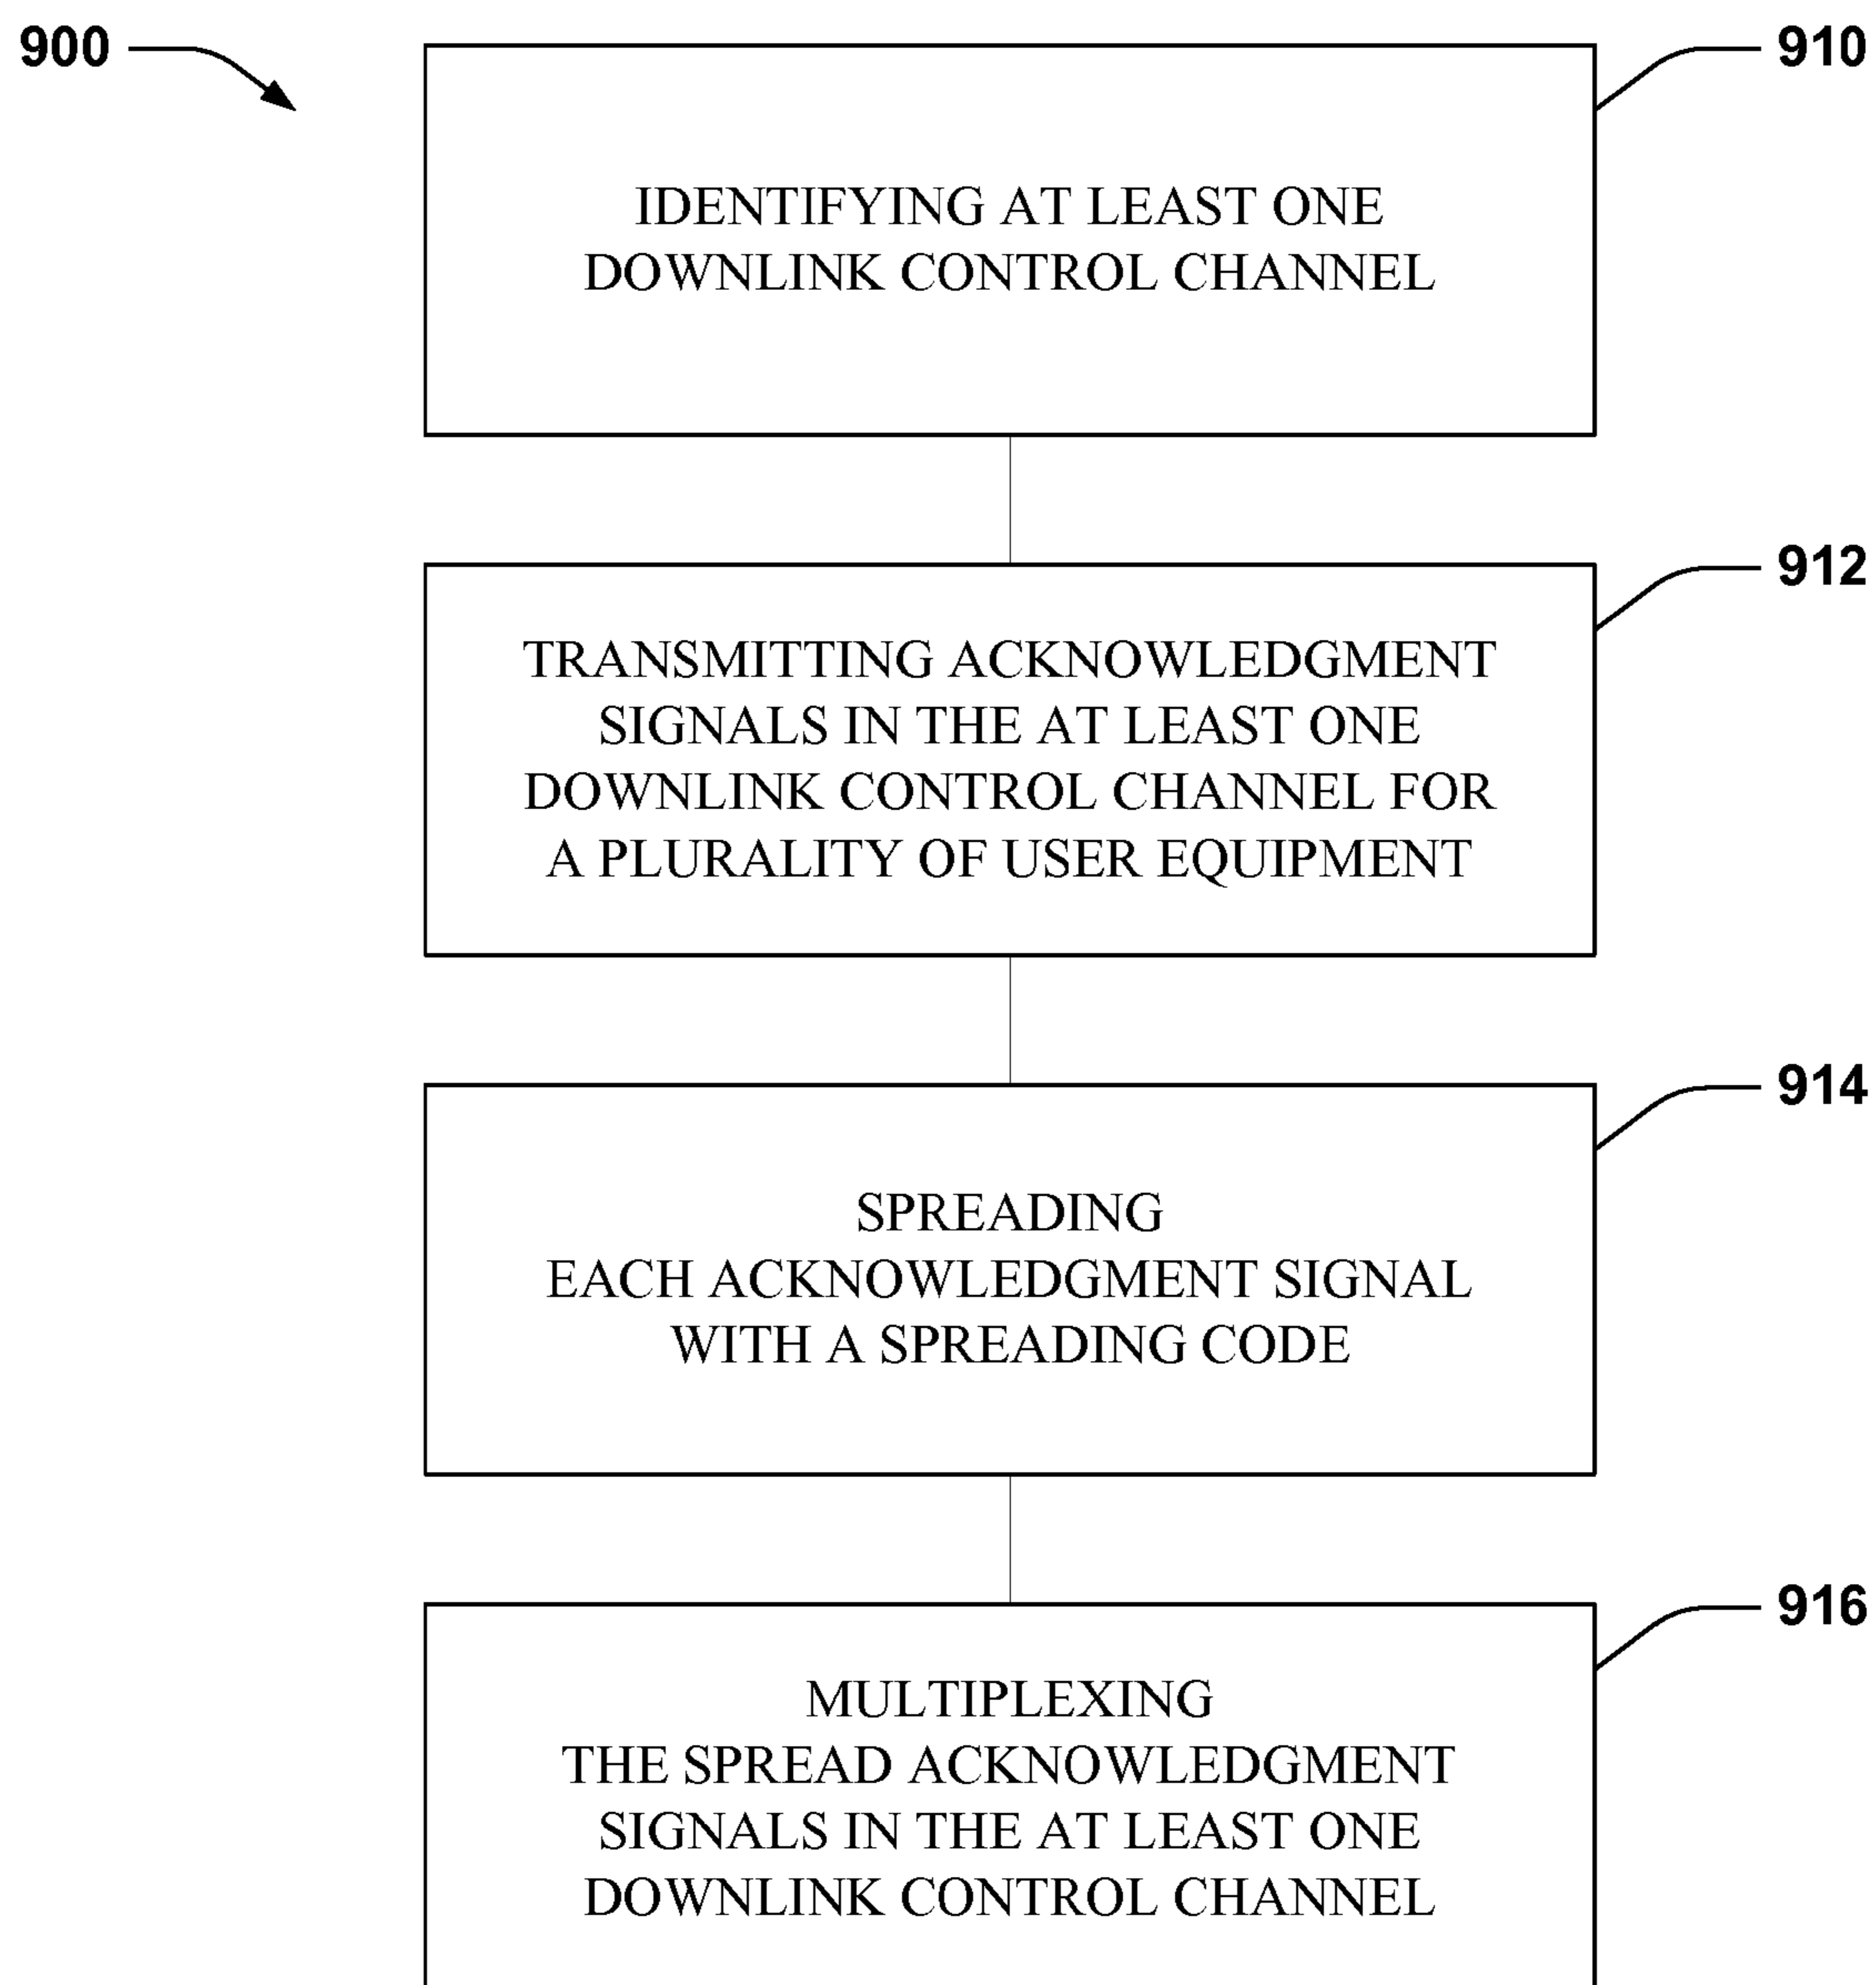 900
910
IDENTIFYING AT LEAST ONE
DOWNLINK CONTROL CHANNEL
912
TRANSMITTING ACKNOWLEDGMENT
SIGNALS IN THE AT LEAST ONE
DOWNLINK CONTROL CHANNEL FOR
A PLURALITY OF USER EQUIPMENT
914
SPREADING
EACH ACKNOWLEDGMENT SIGNAL
WITH A SPREADING CODE
916
MULTIPLEXING
THE SPREAD ACKNOWLEDGMENT
SIGNALS IN THE AT LEAST ONE
DOWNLINK CONTROL CHANNEL